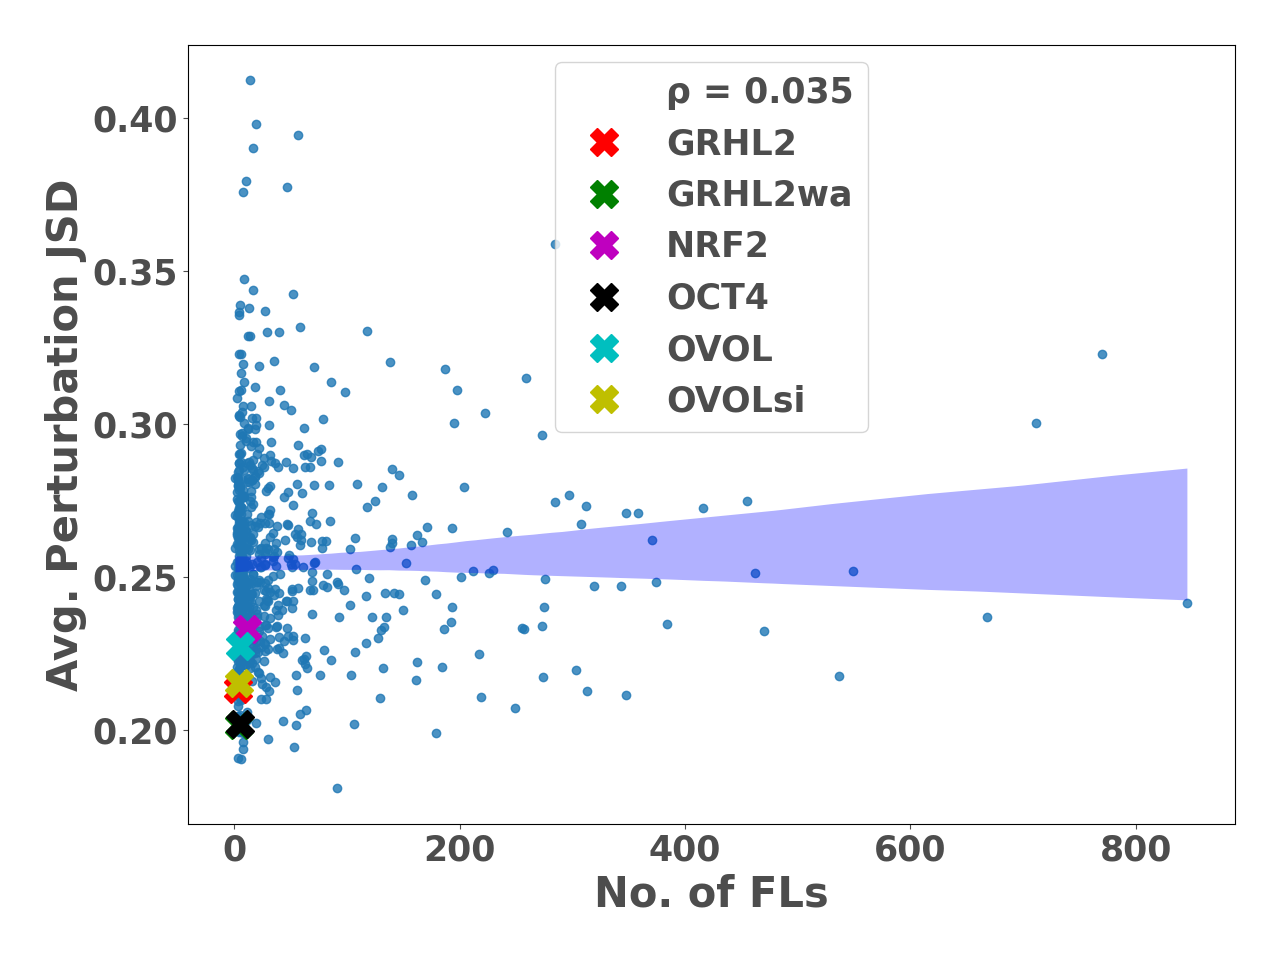 ρ = 0.035
GRHL2
GRHL2wa
NRF2
OCT4
OVOL
OVOLsi
0.40
0.35
0.30
0.25
0.20
Avg. Perturbation JSD
0 200 400 600 800
No. of FLs